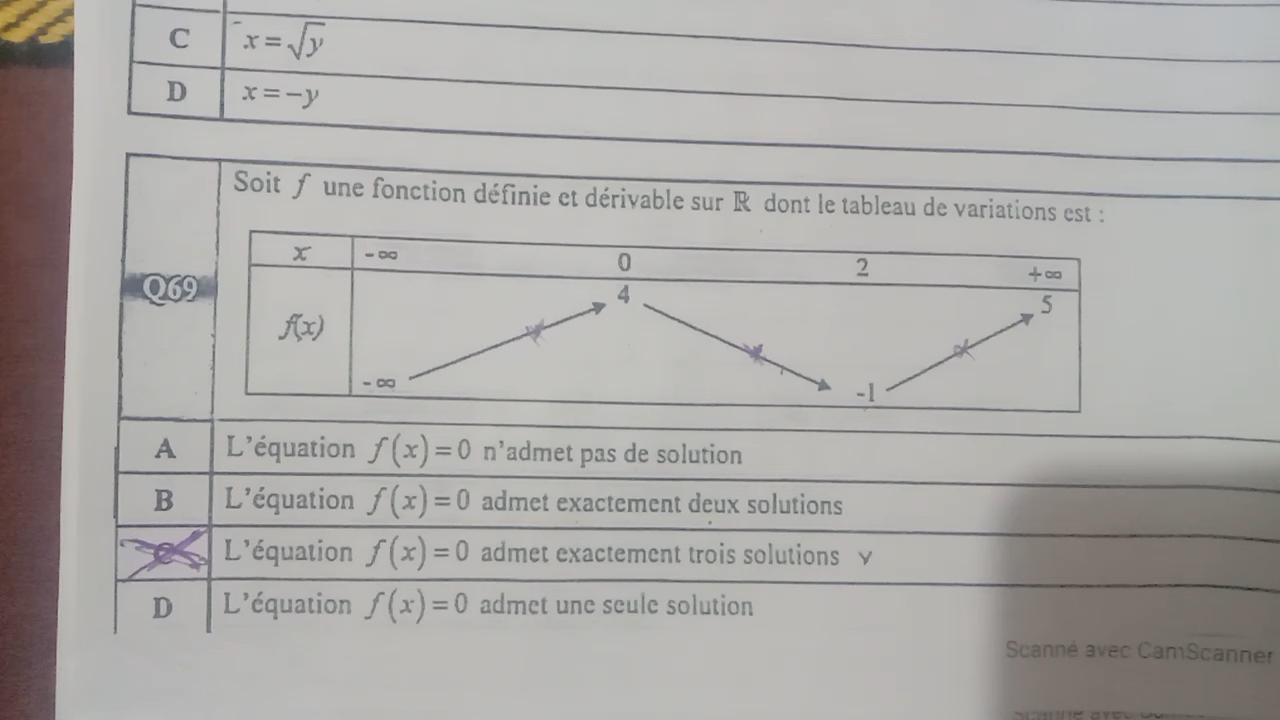 C x=√y
D x=-y
Soit f une fonction définie et dérivable sur ℝ dont le tableau de variations est :
x -∞ 0 2 +∞
Q69
f(x) -∞ 4 -1 5
A L'équation f(x)=0 n'admet pas de solution
B L'équation f(x)=0 admet exactement deux solutions
C L'équation f(x)=0 admet exactement trois solutions v
D L'équation f(x)=0 admet une seule solution
Scanné avec CamScanner
Scanné avec